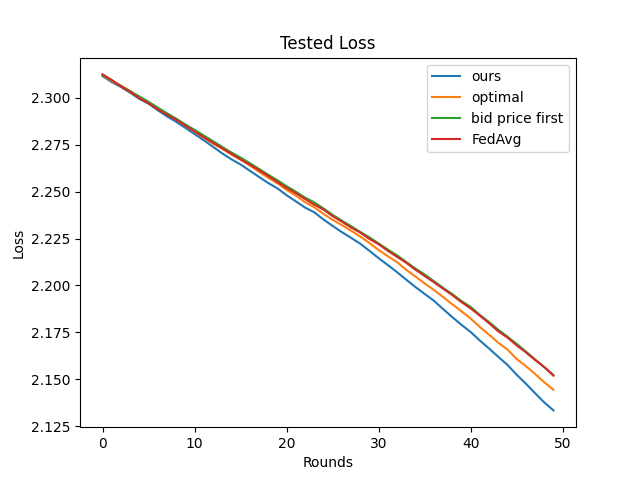 Tested Loss
ours
optimal
bid price first
FedAvg
Loss
2.300
2.275
2.250
2.225
2.200
2.175
2.150
2.125
0 10 20 30 40 50
Rounds